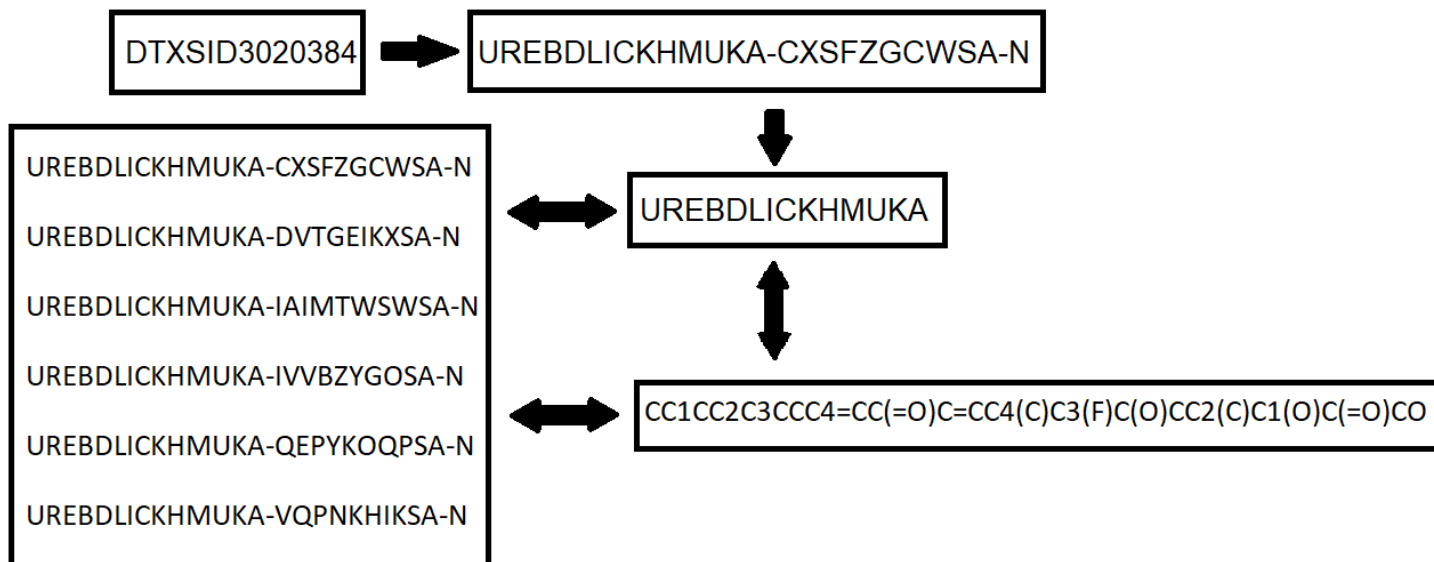 DTXSID3020384
UREBDLICKHMUKA-CXSFZGCWSA-N
UREBDLICKHMUKA-CXSFZGCWSA-N
UREBDLICKHMUKA-DVTGEIKXSA-N
UREBDLICKHMUKA-IAIMTWSWSA-N
UREBDLICKHMUKA-IVVBZYGOSA-N
UREBDLICKHMUKA-QEPYKOQPSA-N
UREBDLICKHMUKA-VQPNKHIKSA-N
UREBDLICKHMUKA
CC1CC2C3CCC4=CC(=O)C=CC4(C)C3(F)C(O)CC2(C)C1(O)C(=O)CO